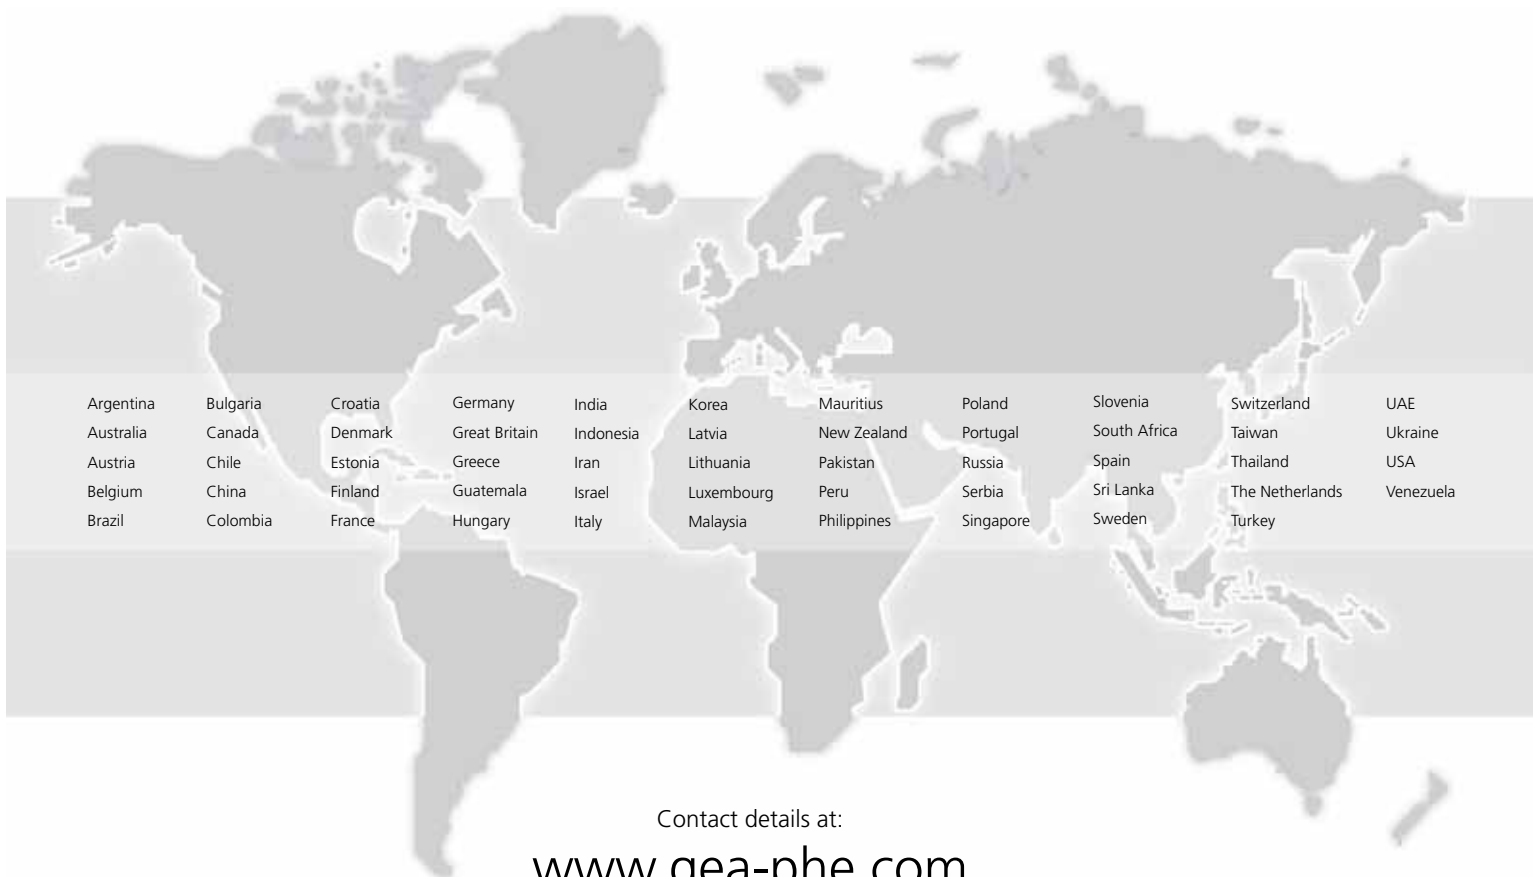 Argentina
Australia
Austria
Belgium
Brazil
Bulgaria
Canada
Chile
China
Colombia
Croatia
Denmark
Estonia
Finland
France
Germany
Great Britain
Greece
Guatemala
Hungary
India
Indonesia
Iran
Israel
Italy
Korea
Latvia
Lithuania
Luxembourg
Malaysia
Mauritius
New Zealand
Pakistan
Peru
Philippines
Poland
Portugal
Russia
Serbia
Singapore
Slovenia
South Africa
Spain
Sri Lanka
Sweden
Switzerland
Taiwan
Thailand
The Netherlands
Turkey
UAE
Ukraine
USA
Venezuela
Contact details at:
www.gea-phe.com